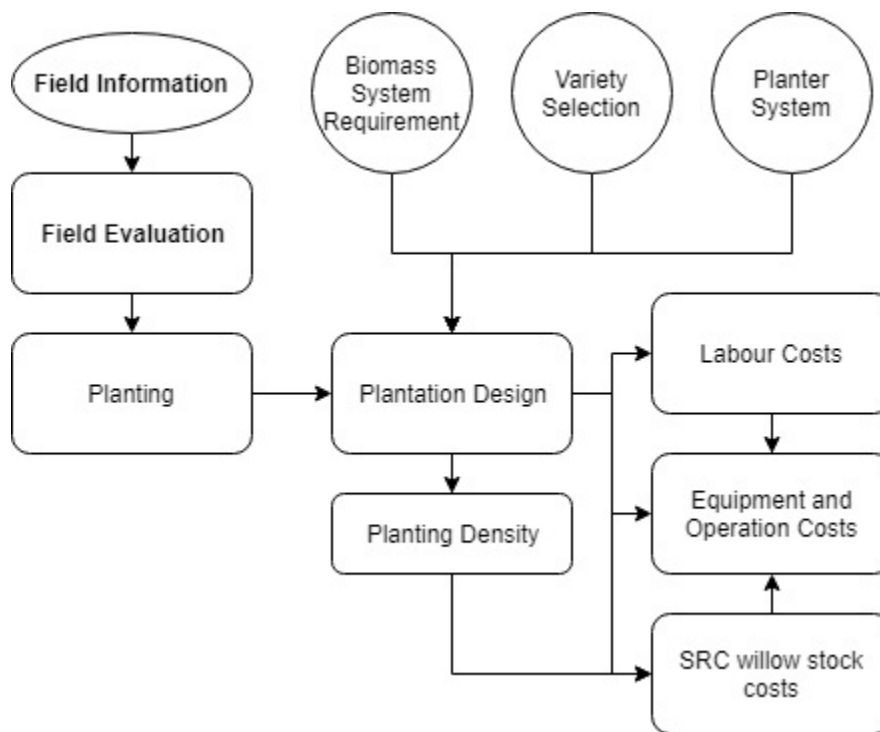 Field Information
Biomass
System
Requirement
Variety
Selection
Planter
System
Field Evaluation
Planting
Plantation Design
Labour Costs
Planting Density
Equipment and
Operation Costs
SRC willow stock
costs